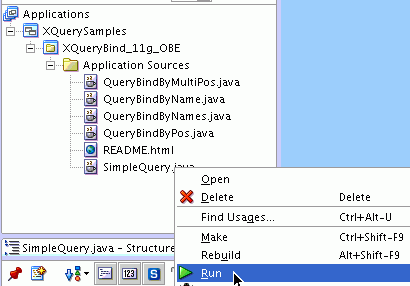 Applications
XQuerySamples
XQueryBind_11g_OBE
Application Sources
QueryBindByMultiPos.java
QueryBindByName.java
QueryBindByNames.java
QueryBindByPos.java
README.html
SimpleQuery.java
Open
Delete Delete
Find Usages... Ctrl+Alt-U
Make Ctrl+Shift-F9
Rebuild Alt+Shift-F9
Run
SimpleQuery.java - Structure
123 S